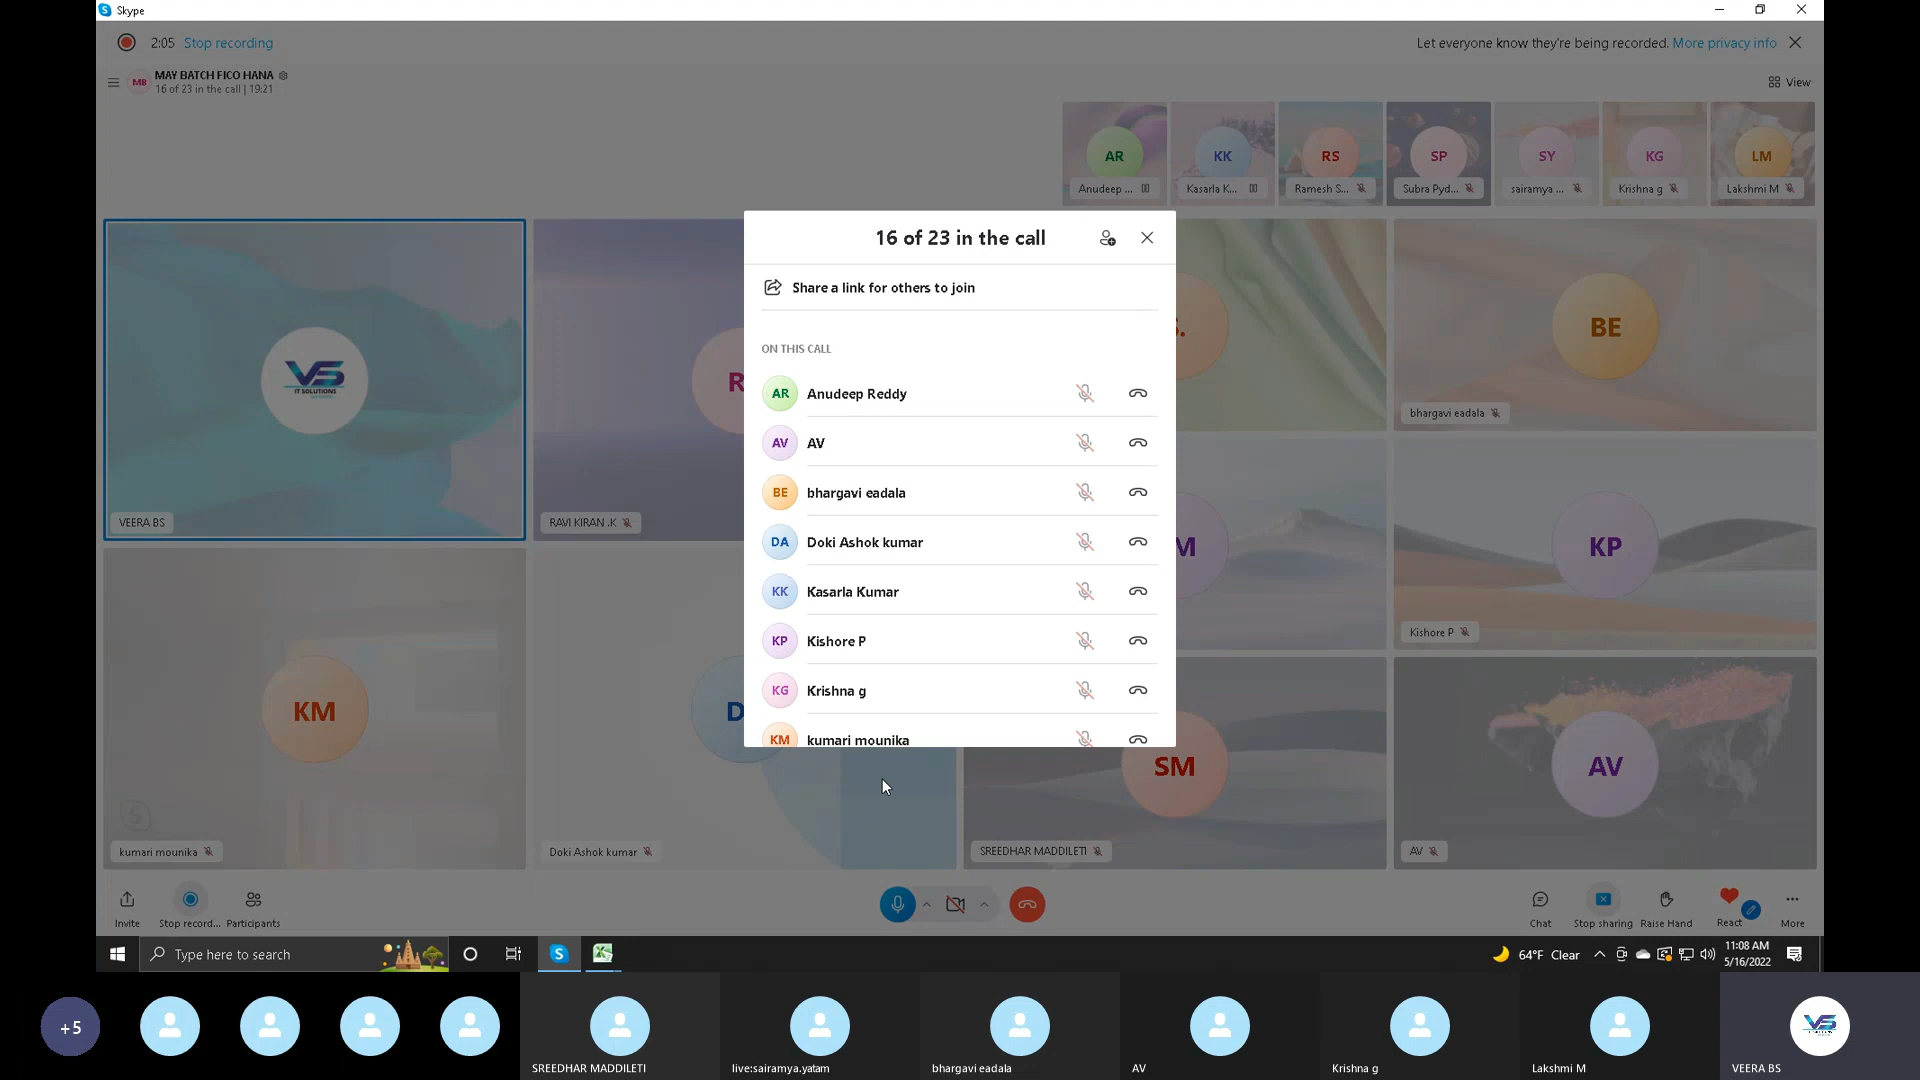 Skype
2:05 Stop recording
Let everyone know they're being recorded. More privacy info
MB MAY BATCH FICO HANA
16 of 23 in the call | 19:21
View
AR KK RS SP SY KG LM
Anudeep ... Kasarla K... Ramesh S... Subra Pyd... sairamya ... Krishna g Lakshmi M
16 of 23 in the call
Share a link for others to join
ON THIS CALL
AR Anudeep Reddy
AV AV
BE bhargavi eadala
DA Doki Ashok kumar
KK Kasarla Kumar
KP Kishore P
KG Krishna g
KM kumari mounika
VS
IT SOLUTIONS
VEERA BS
R
RAVI KIRAN .K
S.
BE
bhargavi eadala
M
KP
Kishore P
KM
kumari mounika
D
Doki Ashok kumar
SM
SREEDHAR MADDILETI
AV
AV
Invite Stop record... Participants
Chat Stop sharing Raise Hand React More
Type here to search
64°F Clear
11:08 AM
5/16/2022
+5
SREEDHAR MADDILETI live:sairamya.yatam bhargavi eadala AV Krishna g Lakshmi M VEERA BS
VS